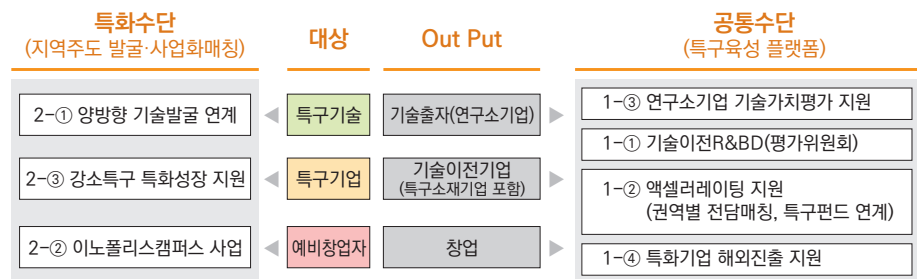 특화수단
(지역주도 발굴·사업화매칭)
대상
Out Put
공통수단
(특구육성 플랫폼)
2-① 양방향 기술발굴 연계
특구기술
기술출자(연구소기업)
1-③ 연구소기업 기술가치평가 지원
1-① 기술이전R&BD(평가위원회)
2-③ 강소특구 특화성장 지원
특구기업
기술이전기업
(특구소재기업 포함)
1-② 액셀러레이팅 지원
(권역별 전담매칭, 특구펀드 연계)
2-② 이노폴리스캠퍼스 사업
예비창업자
창업
1-④ 특화기업 해외진출 지원